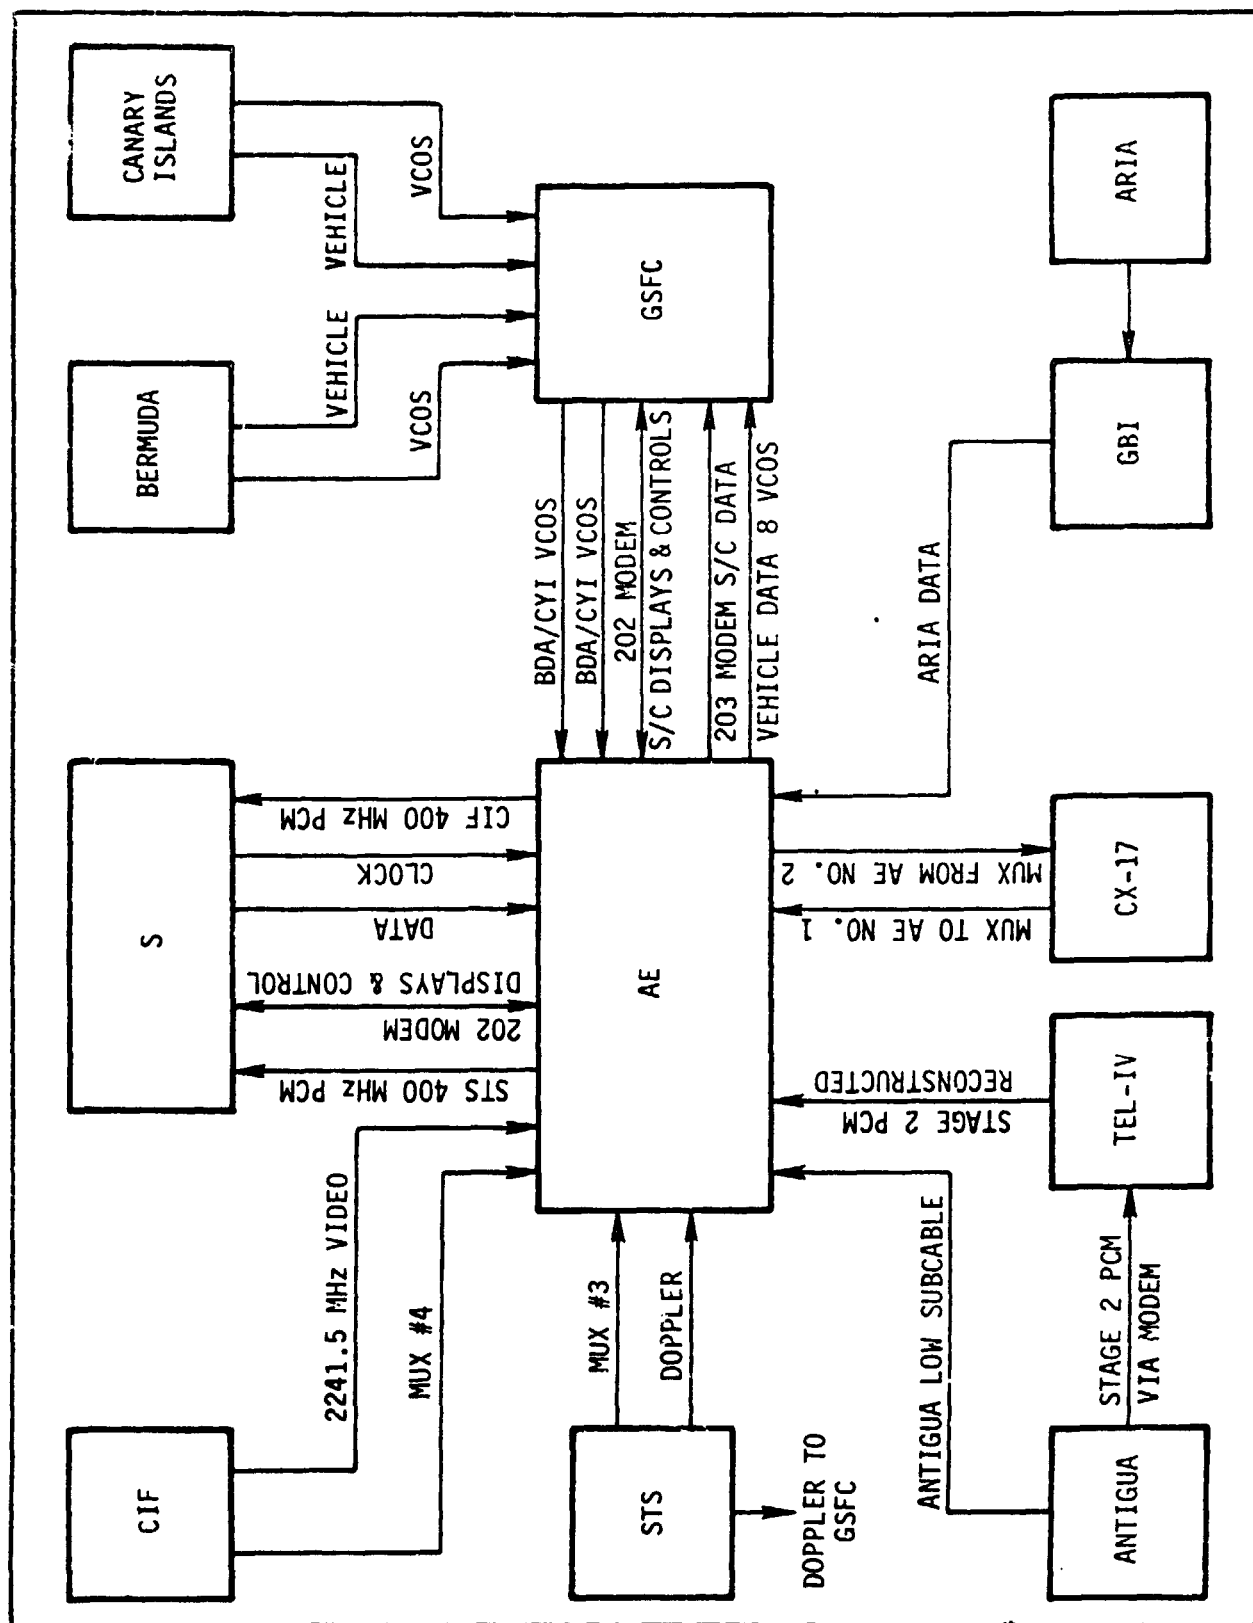 CIF
2241.5 MHz VIDEO
MUX #4
S
STS 400 MHz PCM
202 MODEM
DISPLAYS & CONTROL
DATA
CLOCK
CIF 400 MHz PCM
BERMUDA
VEHICLE
VCOS
CANARY
ISLANDS
VEHICLE
VCOS
STS
MUX #3
DOPPLER
DOPPLER TO
GSFC
AE
BDA/CYI VCOS
BDA/CYI VCOS
202 MODEM
S/C DISPLAYS & CONTROLS
203 MODEM S/C DATA
VEHICLE DATA 8 VCOS
GSFC
ANTIGUA LOW SUBCABLE
ANTIGUA
STAGE 2 PCM
VIA MODEM
TEL-IV
STAGE 2 PCM
RECONSTRUCTED
MUX TO AE NO. 1
MUX FROM AE NO. 2
CX-17
ARIA DATA
GBI
ARIA